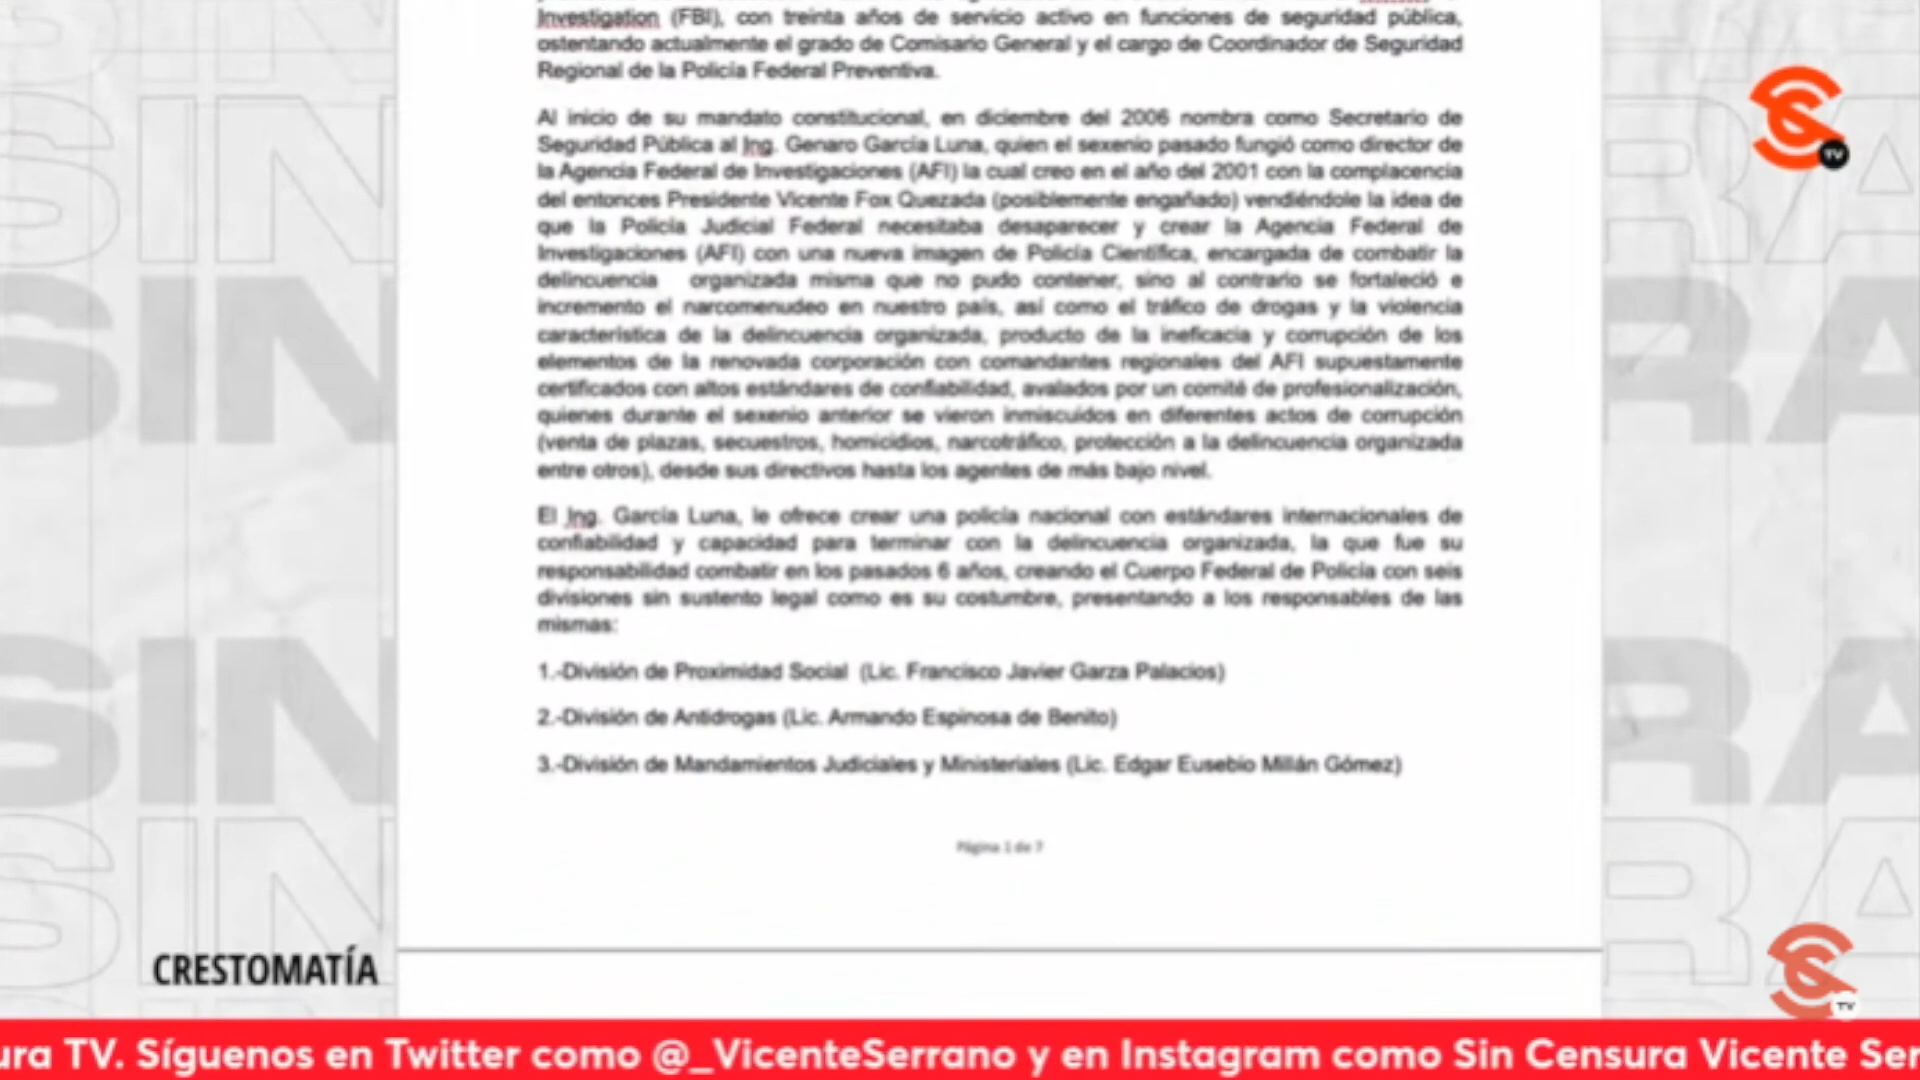 Investigation (FBI), con treinta años de servicio activo en funciones de seguridad pública,
ostentando actualmente el grado de Comisario General y el cargo de Coordinador de Seguridad
Regional de la Policía Federal Preventiva.
Al inicio de su mandato constitucional, en diciembre del 2006 nombra como Secretario de
Seguridad Pública al Ing. Genaro García Luna, quien el sexenio pasado fungió como director de
la Agencia Federal de Investigaciones (AFI) la cual creo en el año del 2001 con la complacencia
del entonces Presidente Vicente Fox Quezada (posiblemente engañado) vendiéndole la idea de
que la Policía Judicial Federal necesitaba desaparecer y crear la Agencia Federal de
Investigaciones (AFI) con una nueva imagen de Policía Científica, encargada de combatir la
delincuencia organizada misma que no pudo contener, sino al contrario se fortaleció e
incremento el narcomenudeo en nuestro país, así como el tráfico de drogas y la violencia
característica de la delincuencia organizada, producto de la ineficacia y corrupción de los
elementos de la renovada corporación con comandantes regionales del AFI supuestamente
certificados con altos estándares de confiabilidad, avalados por un comité de profesionalización,
quienes durante el sexenio anterior se vieron inmiscuidos en diferentes actos de corrupción
(venta de plazas, secuestros, homicidios, narcotráfico, protección a la delincuencia organizada
entre otros), desde sus directivos hasta los agentes de más bajo nivel.
El Ing. García Luna, le ofrece crear una policía nacional con estándares internacionales de
confiabilidad y capacidad para terminar con la delincuencia organizada, la que fue su
responsabilidad combatir en los pasados 6 años, creando el Cuerpo Federal de Policía con seis
divisiones sin sustento legal como es su costumbre, presentando a los responsables de las
mismas:
1.-División de Proximidad Social (Lic. Francisco Javier Garza Palacios)
2.-División de Antidrogas (Lic. Armando Espinosa de Benito)
3.-División de Mandamientos Judiciales y Ministeriales (Lic. Edgar Eusebio Millán Gómez)
Página 1 de 7
CRESTOMATÍA
TV
TV
SIN
RA
SIN
RA
SIN
RA
SIN
RA
ura TV. Síguenos en Twitter como @_VicenteSerrano y en Instagram como Sin Censura Vicente Ser